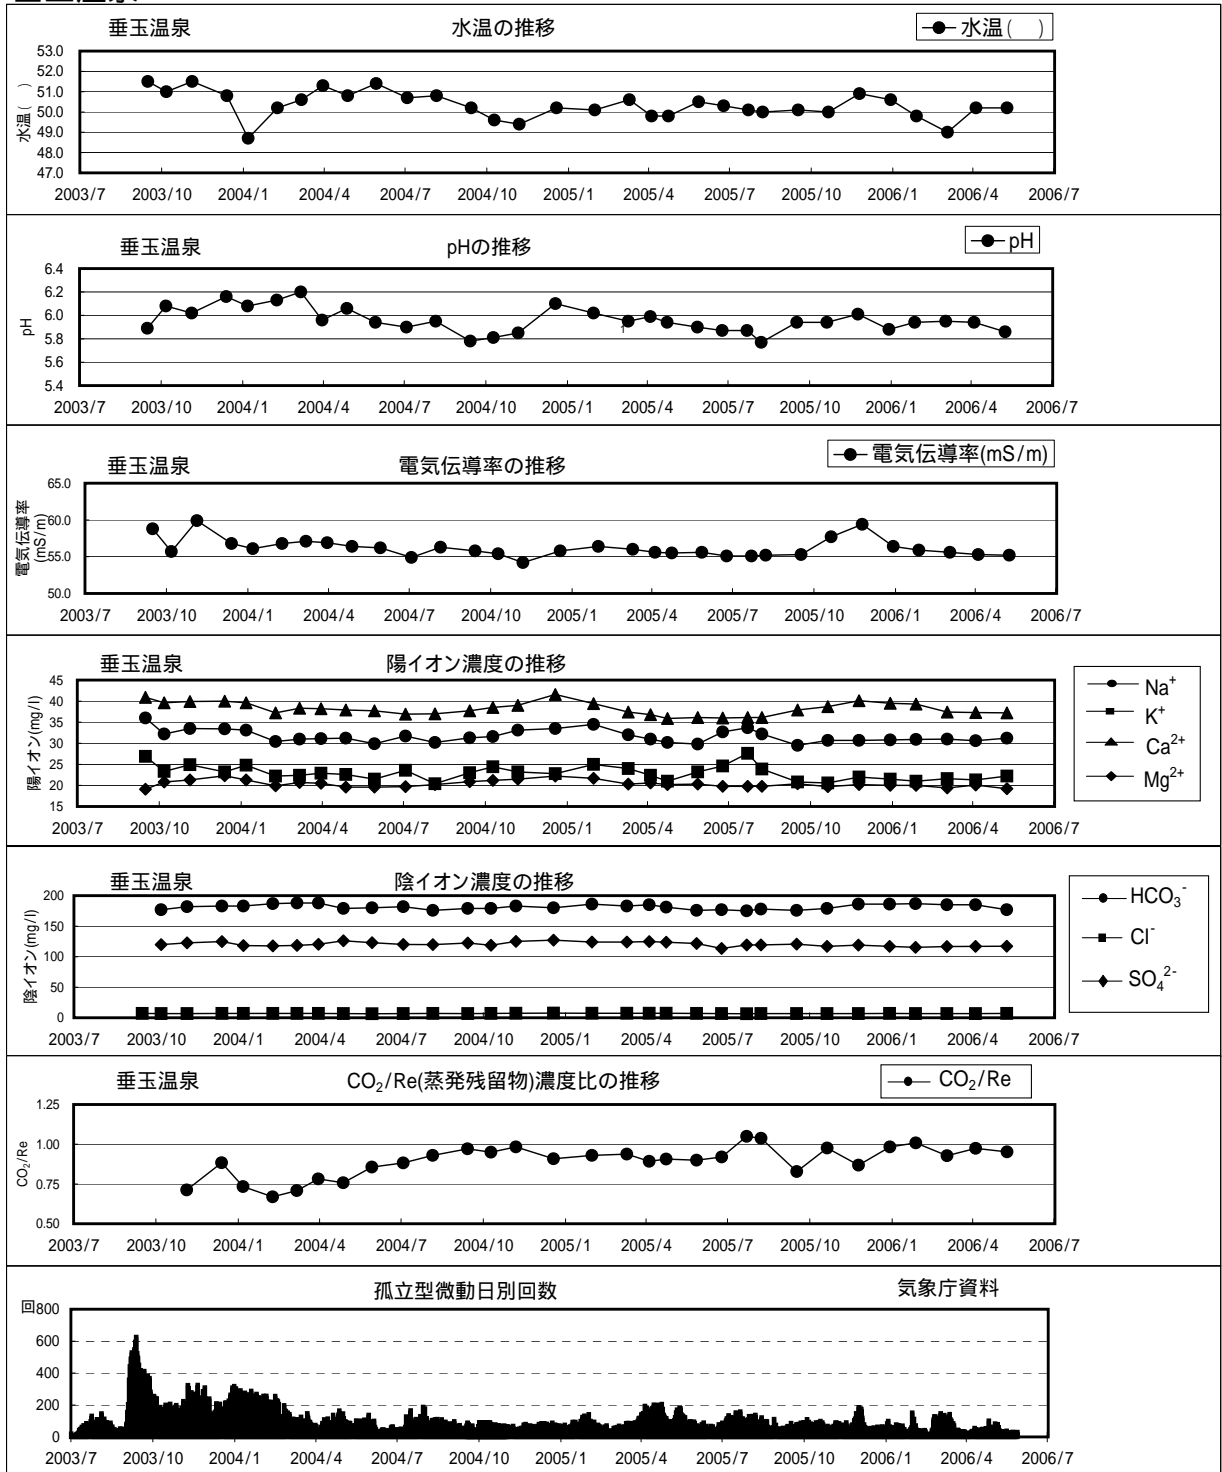 垂玉温泉 水温の推移 水温( )
53.0
52.0
51.0
50.0
49.0
48.0
47.0
水温( )
2003/7 2003/10 2004/1 2004/4 2004/7 2004/10 2005/1 2005/4 2005/7 2005/10 2006/1 2006/4 2006/7
垂玉温泉 pHの推移 pH
6.4
6.2
6.0
5.8
5.6
5.4
pH
1
2003/7 2003/10 2004/1 2004/4 2004/7 2004/10 2005/1 2005/4 2005/7 2005/10 2006/1 2006/4 2006/7
垂玉温泉 電気伝導率の推移 電気伝導率(mS/m)
65.0
60.0
55.0
50.0
電気伝導率
(mS/m)
2003/7 2003/10 2004/1 2004/4 2004/7 2004/10 2005/1 2005/4 2005/7 2005/10 2006/1 2006/4 2006/7
垂玉温泉 陽イオン濃度の推移
45
40
35
30
25
20
15
陽イオン(mg/l)
Na⁺
K⁺
Ca²⁺
Mg²⁺
2003/7 2003/10 2004/1 2004/4 2004/7 2004/10 2005/1 2005/4 2005/7 2005/10 2006/1 2006/4 2006/7
垂玉温泉 陰イオン濃度の推移
200
150
100
50
0
陰イオン(mg/l)
HCO₃⁻
Cl⁻
SO₄²⁻
2003/7 2003/10 2004/1 2004/4 2004/7 2004/10 2005/1 2005/4 2005/7 2005/10 2006/1 2006/4 2006/7
垂玉温泉 CO₂/Re(蒸発残留物)濃度比の推移 CO₂/Re
1.25
1.00
0.75
0.50
CO₂/Re
2003/7 2003/10 2004/1 2004/4 2004/7 2004/10 2005/1 2005/4 2005/7 2005/10 2006/1 2006/4 2006/7
孤立型微動日別回数 気象庁資料
回800
600
400
200
0
2003/7 2003/10 2004/1 2004/4 2004/7 2004/10 2005/1 2005/4 2005/7 2005/10 2006/1 2006/4 2006/7